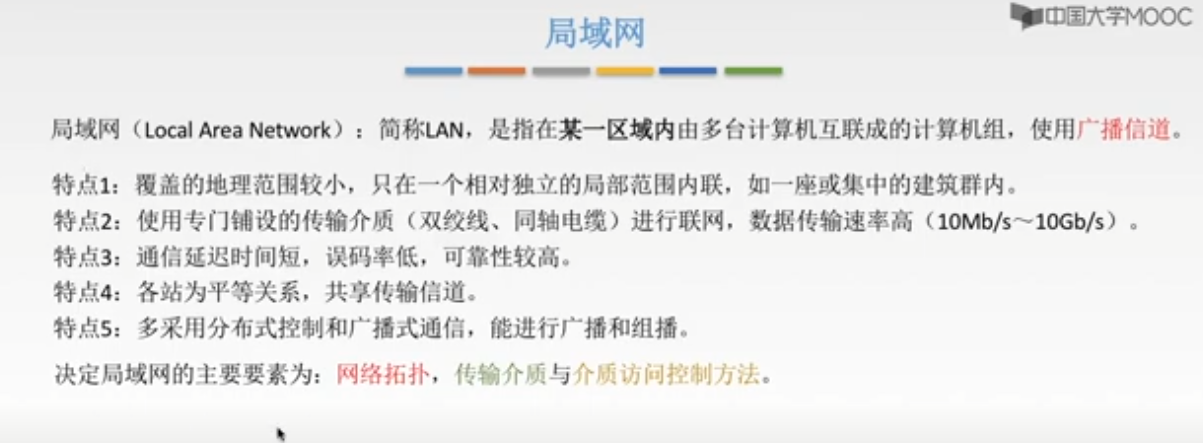 中国大学MOOC
局域网
局域网（Local Area Network）：简称LAN，是指在某一区域内由多台计算机互联成的计算机组，使用广播信道。
特点1：覆盖的地理范围较小，只在一个相对独立的局部范围内联，如一座或集中的建筑群内。
特点2：使用专门铺设的传输介质（双绞线、同轴电缆）进行联网，数据传输速率高（10Mb/s～10Gb/s）。
特点3：通信延迟时间短，误码率低，可靠性较高。
特点4：各站为平等关系，共享传输信道。
特点5：多采用分布式控制和广播式通信，能进行广播和组播。
决定局域网的主要要素为：网络拓扑，传输介质与介质访问控制方法。